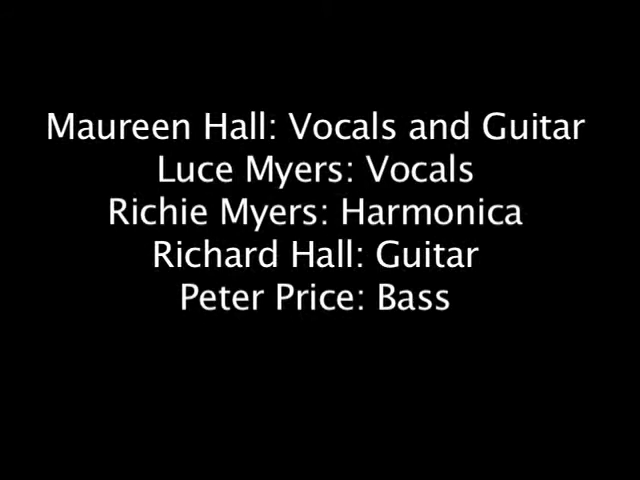 Maureen Hall: Vocals and Guitar
Luce Myers: Vocals
Richie Myers: Harmonica
Richard Hall: Guitar
Peter Price: Bass